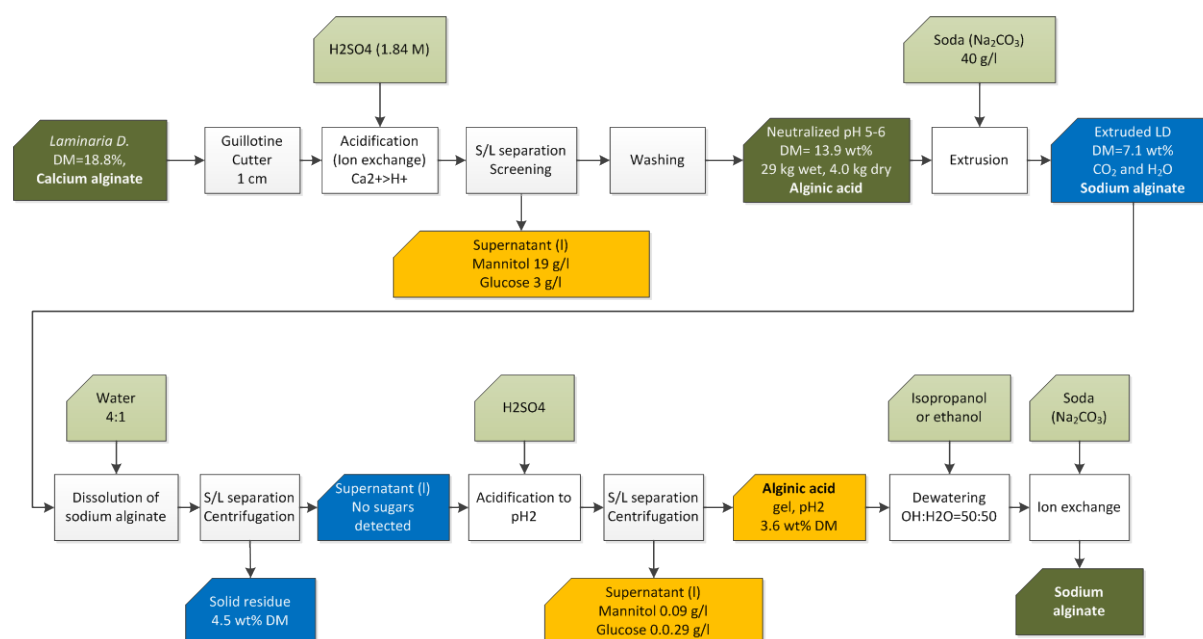 H2SO4 (1.84 M)
Soda (Na₂CO₃)
40 g/l
Laminaria D.
DM=18.8%,
Calcium alginate
Guillotine
Cutter
1 cm
Acidification
(Ion exchange)
Ca2+>H+
S/L separation
Screening
Washing
Neutralized pH 5-6
DM= 13.9 wt%
29 kg wet, 4.0 kg dry
Alginic acid
Extrusion
Extruded LD
DM=7.1 wt%
CO₂ and H₂O
Sodium alginate
Supernatant (l)
Mannitol 19 g/l
Glucose 3 g/l
Water
4:1
H2SO4
Isopropanol
or ethanol
Soda
(Na₂CO₃)
Dissolution of
sodium alginate
S/L separation
Centrifugation
Supernatant (l)
No sugars
detected
Acidification to
pH2
S/L separation
Centrifugation
Alginic acid
gel, pH2
3.6 wt% DM
Dewatering
OH:H2O=50:50
Ion exchange
Solid residue
4.5 wt% DM
Supernatant (l)
Mannitol 0.09 g/l
Glucose 0.0.29 g/l
Sodium
alginate